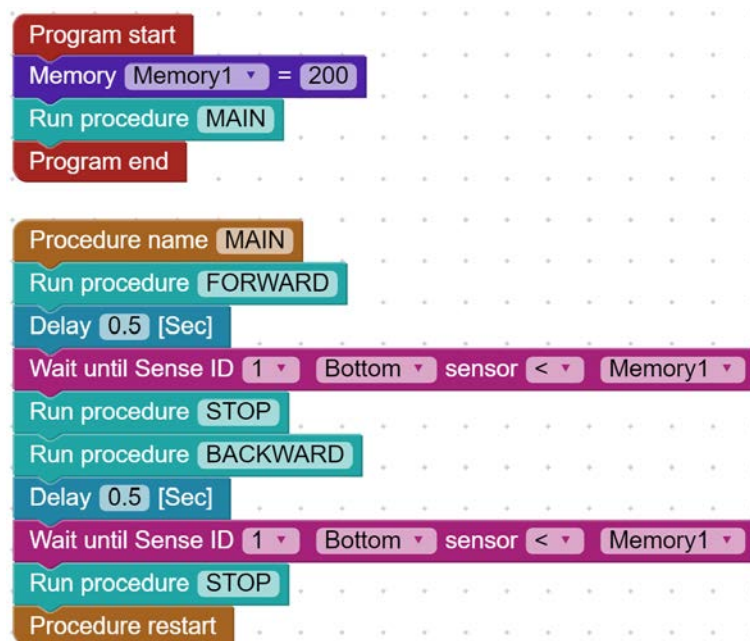 Program start
Memory Memory1 = 200
Run procedure MAIN
Program end
Procedure name MAIN
Run procedure FORWARD
Delay 0.5 [Sec]
Wait until Sense ID 1 Bottom sensor < Memory1
Run procedure STOP
Run procedure BACKWARD
Delay 0.5 [Sec]
Wait until Sense ID 1 Bottom sensor < Memory1
Run procedure STOP
Procedure restart